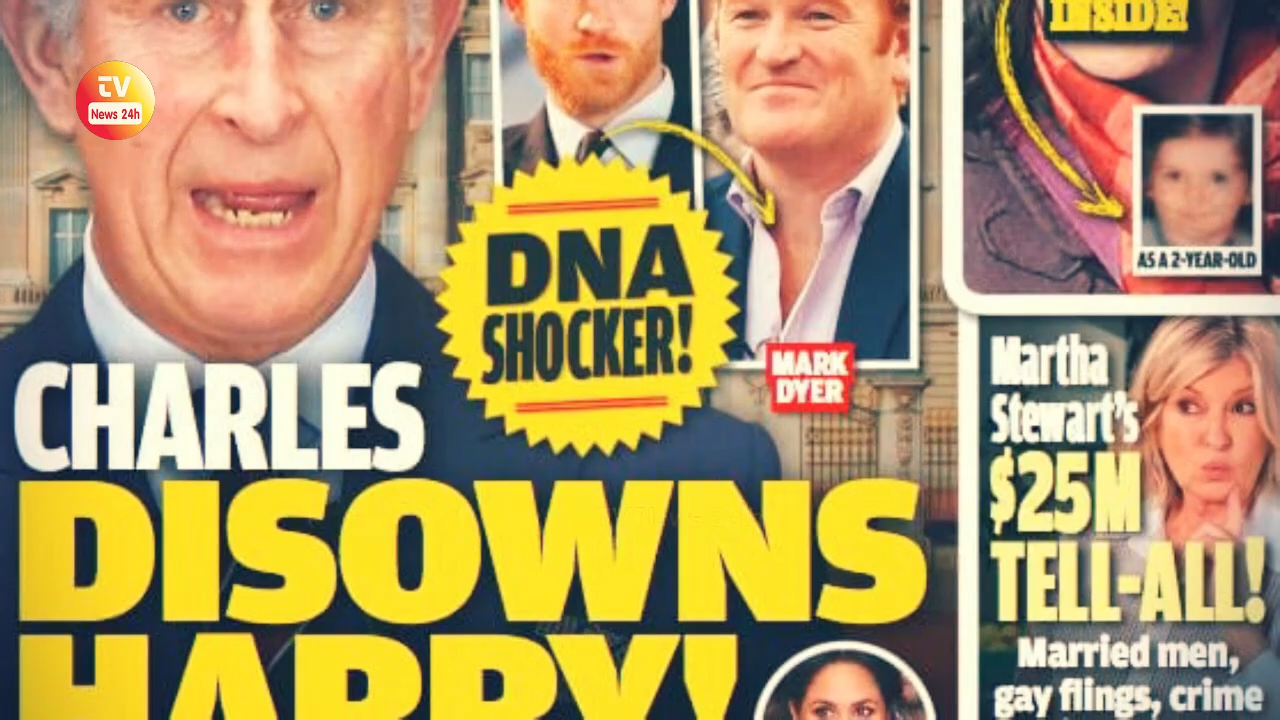 TV
News 24h
INSIDE!
AS A 2-YEAR-OLD
DNA
SHOCKER!
MARK
DYER
CHARLES
DISOWNS
HARRY!
Martha
Stewart's
$25M
TELL-ALL!
Married men,
gay flings, crime